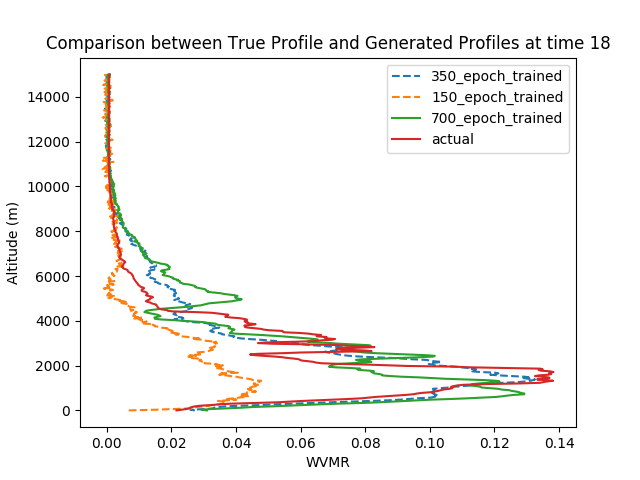 Comparison between True Profile and Generated Profiles at time 18
350_epoch_trained
150_epoch_trained
700_epoch_trained
actual
14000
12000
10000
8000
6000
4000
2000
0
Altitude (m)
0.00 0.02 0.04 0.06 0.08 0.10 0.12 0.14
WVMR